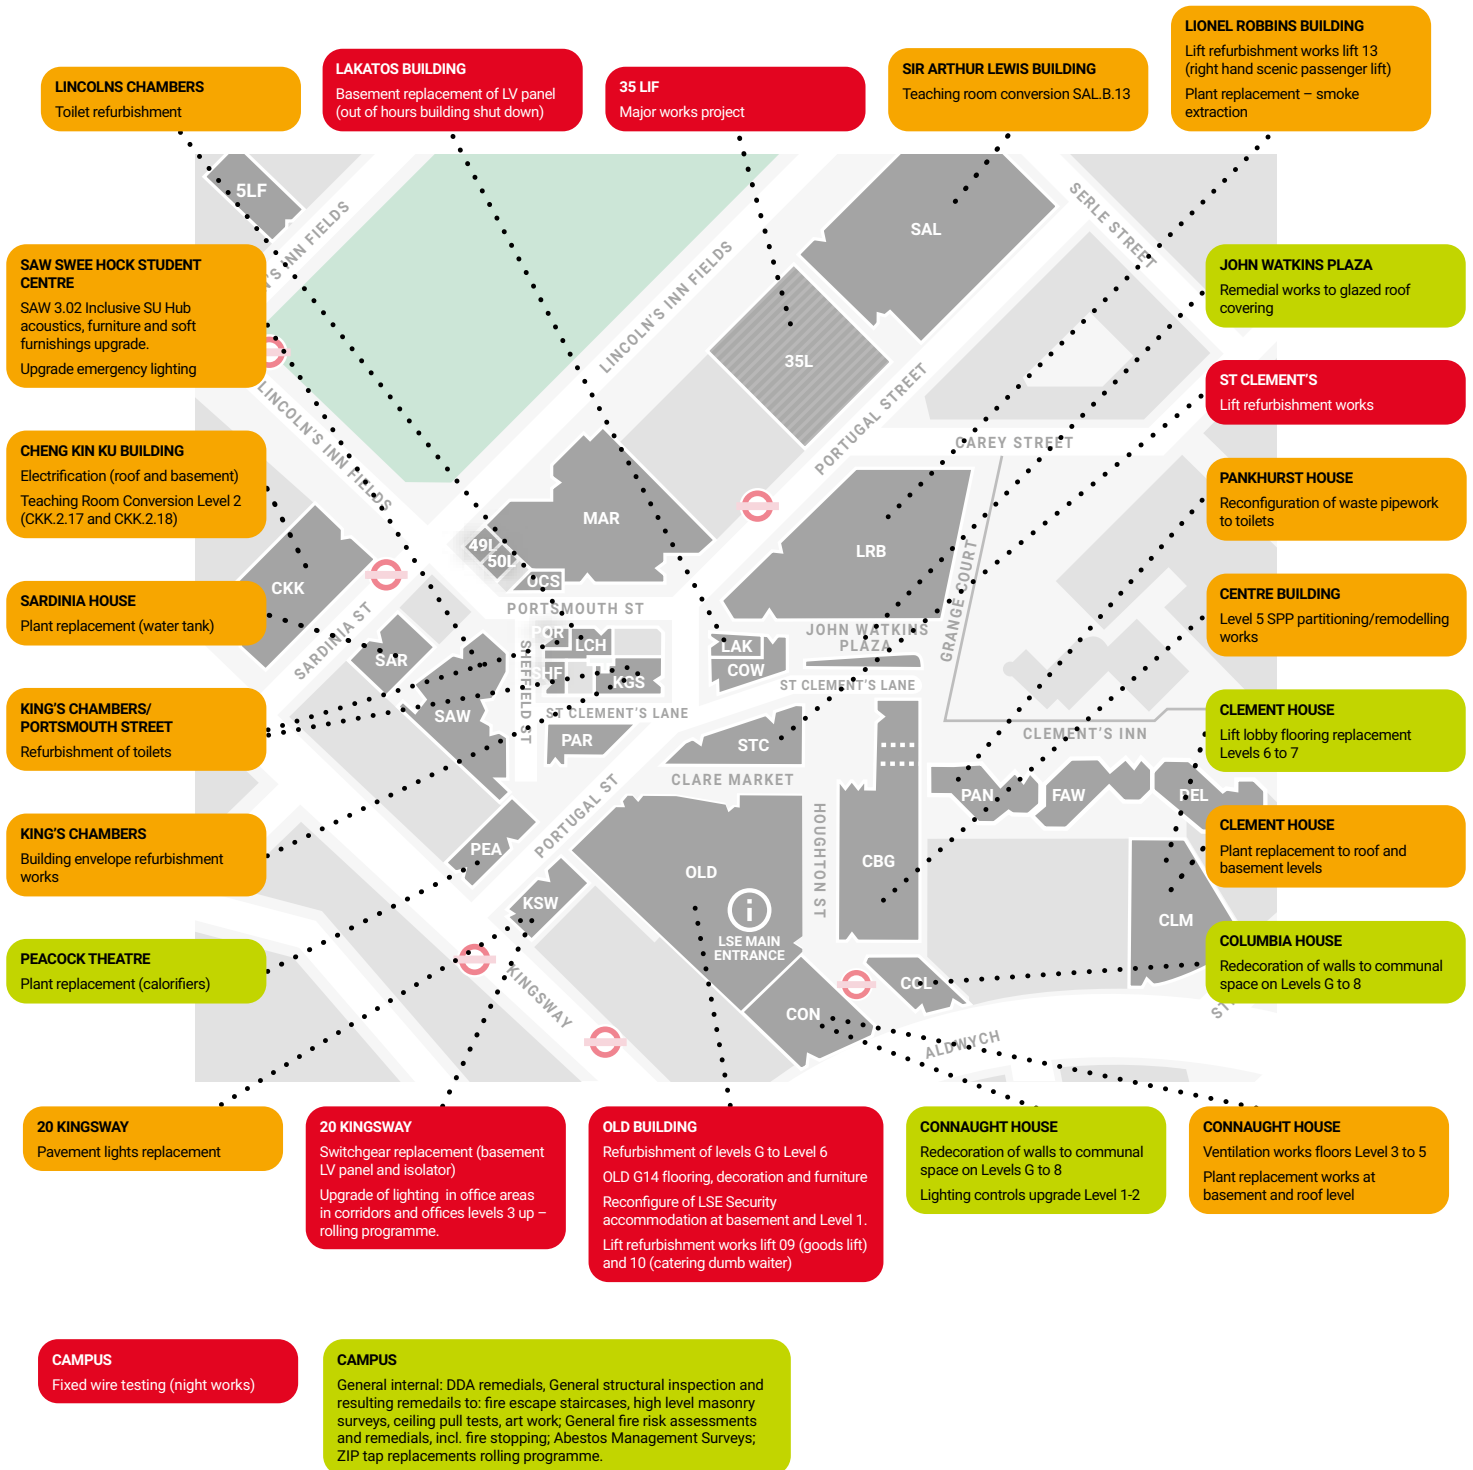 LINCOLNS CHAMBERS
Toilet refurbishment
LAKATOS BUILDING
Basement replacement of LV panel
(out of hours building shut down)
35 LIF
Major works project
SIR ARTHUR LEWIS BUILDING
Teaching room conversion SAL.B.13
LIONEL ROBBINS BUILDING
Lift refurbishment works lift 13
(right hand scenic passenger lift)
Plant replacement – smoke
extraction
SAW SWEE HOCK STUDENT
CENTRE
SAW 3.02 Inclusive SU Hub
acoustics, furniture and soft
furnishings upgrade.
Upgrade emergency lighting
CHENG KIN KU BUILDING
Electrification (roof and basement)
Teaching Room Conversion Level 2
(CKK.2.17 and CKK.2.18)
SARDINIA HOUSE
Plant replacement (water tank)
KING'S CHAMBERS/
PORTSMOUTH STREET
Refurbishment of toilets
KING'S CHAMBERS
Building envelope refurbishment
works
PEACOCK THEATRE
Plant replacement (calorifiers)
5LF
'S INN FIELDS
LINCOLN'S INN FIELDS
LINCOLN'S INN FIELDS
SAL
SERLE STREET
35L
PORTUGAL STREET
CAREY STREET
MAR
49L
50L
OCS
LRB
GRANGE COURT
CKK
SARDINIA ST
PORTSMOUTH ST
POR
LCH
SHF
KGS
SHEFFIELD ST
LAK
COW
JOHN WATKINS
PLAZA
SAR
SAW
ST CLEMENT'S LANE
ST CLEMENT'S LANE
PAR
STC
CLARE MARKET
CLEMENT'S INN
PEA
PORTUGAL ST
PAN
FAW
DEL
OLD
HOUGHTON ST
CBG
KSW
LSE MAIN
ENTRANCE
CLM
KINGSWAY
CON
CCL
ALDWYCH
ST
JOHN WATKINS PLAZA
Remedial works to glazed roof
covering
ST CLEMENT'S
Lift refurbishment works
PANKHURST HOUSE
Reconfiguration of waste pipework
to toilets
CENTRE BUILDING
Level 5 SPP partitioning/remodelling
works
CLEMENT HOUSE
Lift lobby flooring replacement
Levels 6 to 7
CLEMENT HOUSE
Plant replacement to roof and
basement levels
COLUMBIA HOUSE
Redecoration of walls to communal
space on Levels G to 8
20 KINGSWAY
Pavement lights replacement
20 KINGSWAY
Switchgear replacement (basement
LV panel and isolator)
Upgrade of lighting in office areas
in corridors and offices levels 3 up –
rolling programme.
OLD BUILDING
Refurbishment of levels G to Level 6
OLD G14 flooring, decoration and furniture
Reconfigure of LSE Security
accommodation at basement and Level 1.
Lift refurbishment works lift 09 (goods lift)
and 10 (catering dumb waiter)
CONNAUGHT HOUSE
Redecoration of walls to communal
space on Levels G to 8
Lighting controls upgrade Level 1-2
CONNAUGHT HOUSE
Ventilation works floors Level 3 to 5
Plant replacement works at
basement and roof level
CAMPUS
Fixed wire testing (night works)
CAMPUS
General internal: DDA remedials, General structural inspection and
resulting remedails to: fire escape staircases, high level masonry
surveys, ceiling pull tests, art work; General fire risk assessments
and remedials, incl. fire stopping; Abestos Management Surveys;
ZIP tap replacements rolling programme.